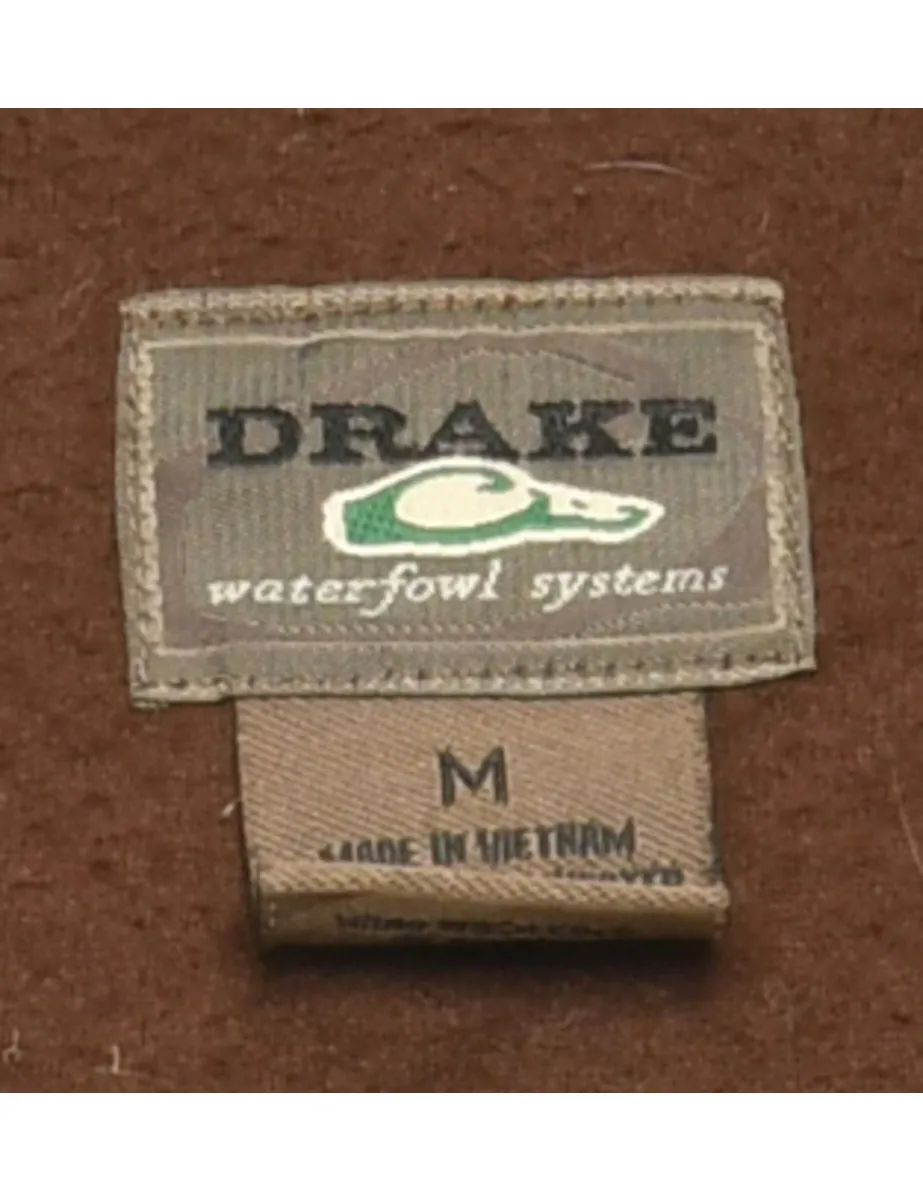 DRAKE
waterfowl systems
M
MADE IN VIETNAM